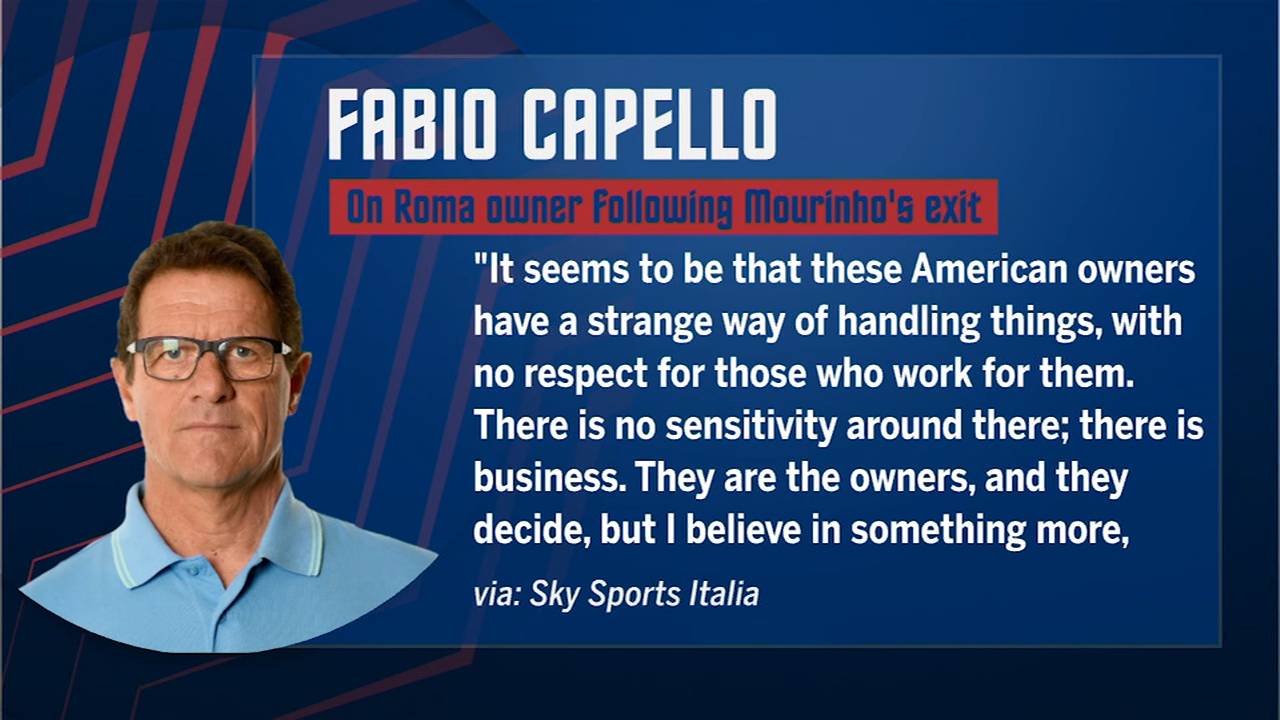 FABIO CAPELLO
On Roma owner following Mourinho's exit
"It seems to be that these American owners
have a strange way of handling things, with
no respect for those who work for them.
There is no sensitivity around there; there is
business. They are the owners, and they
decide, but I believe in something more,
via: Sky Sports Italia